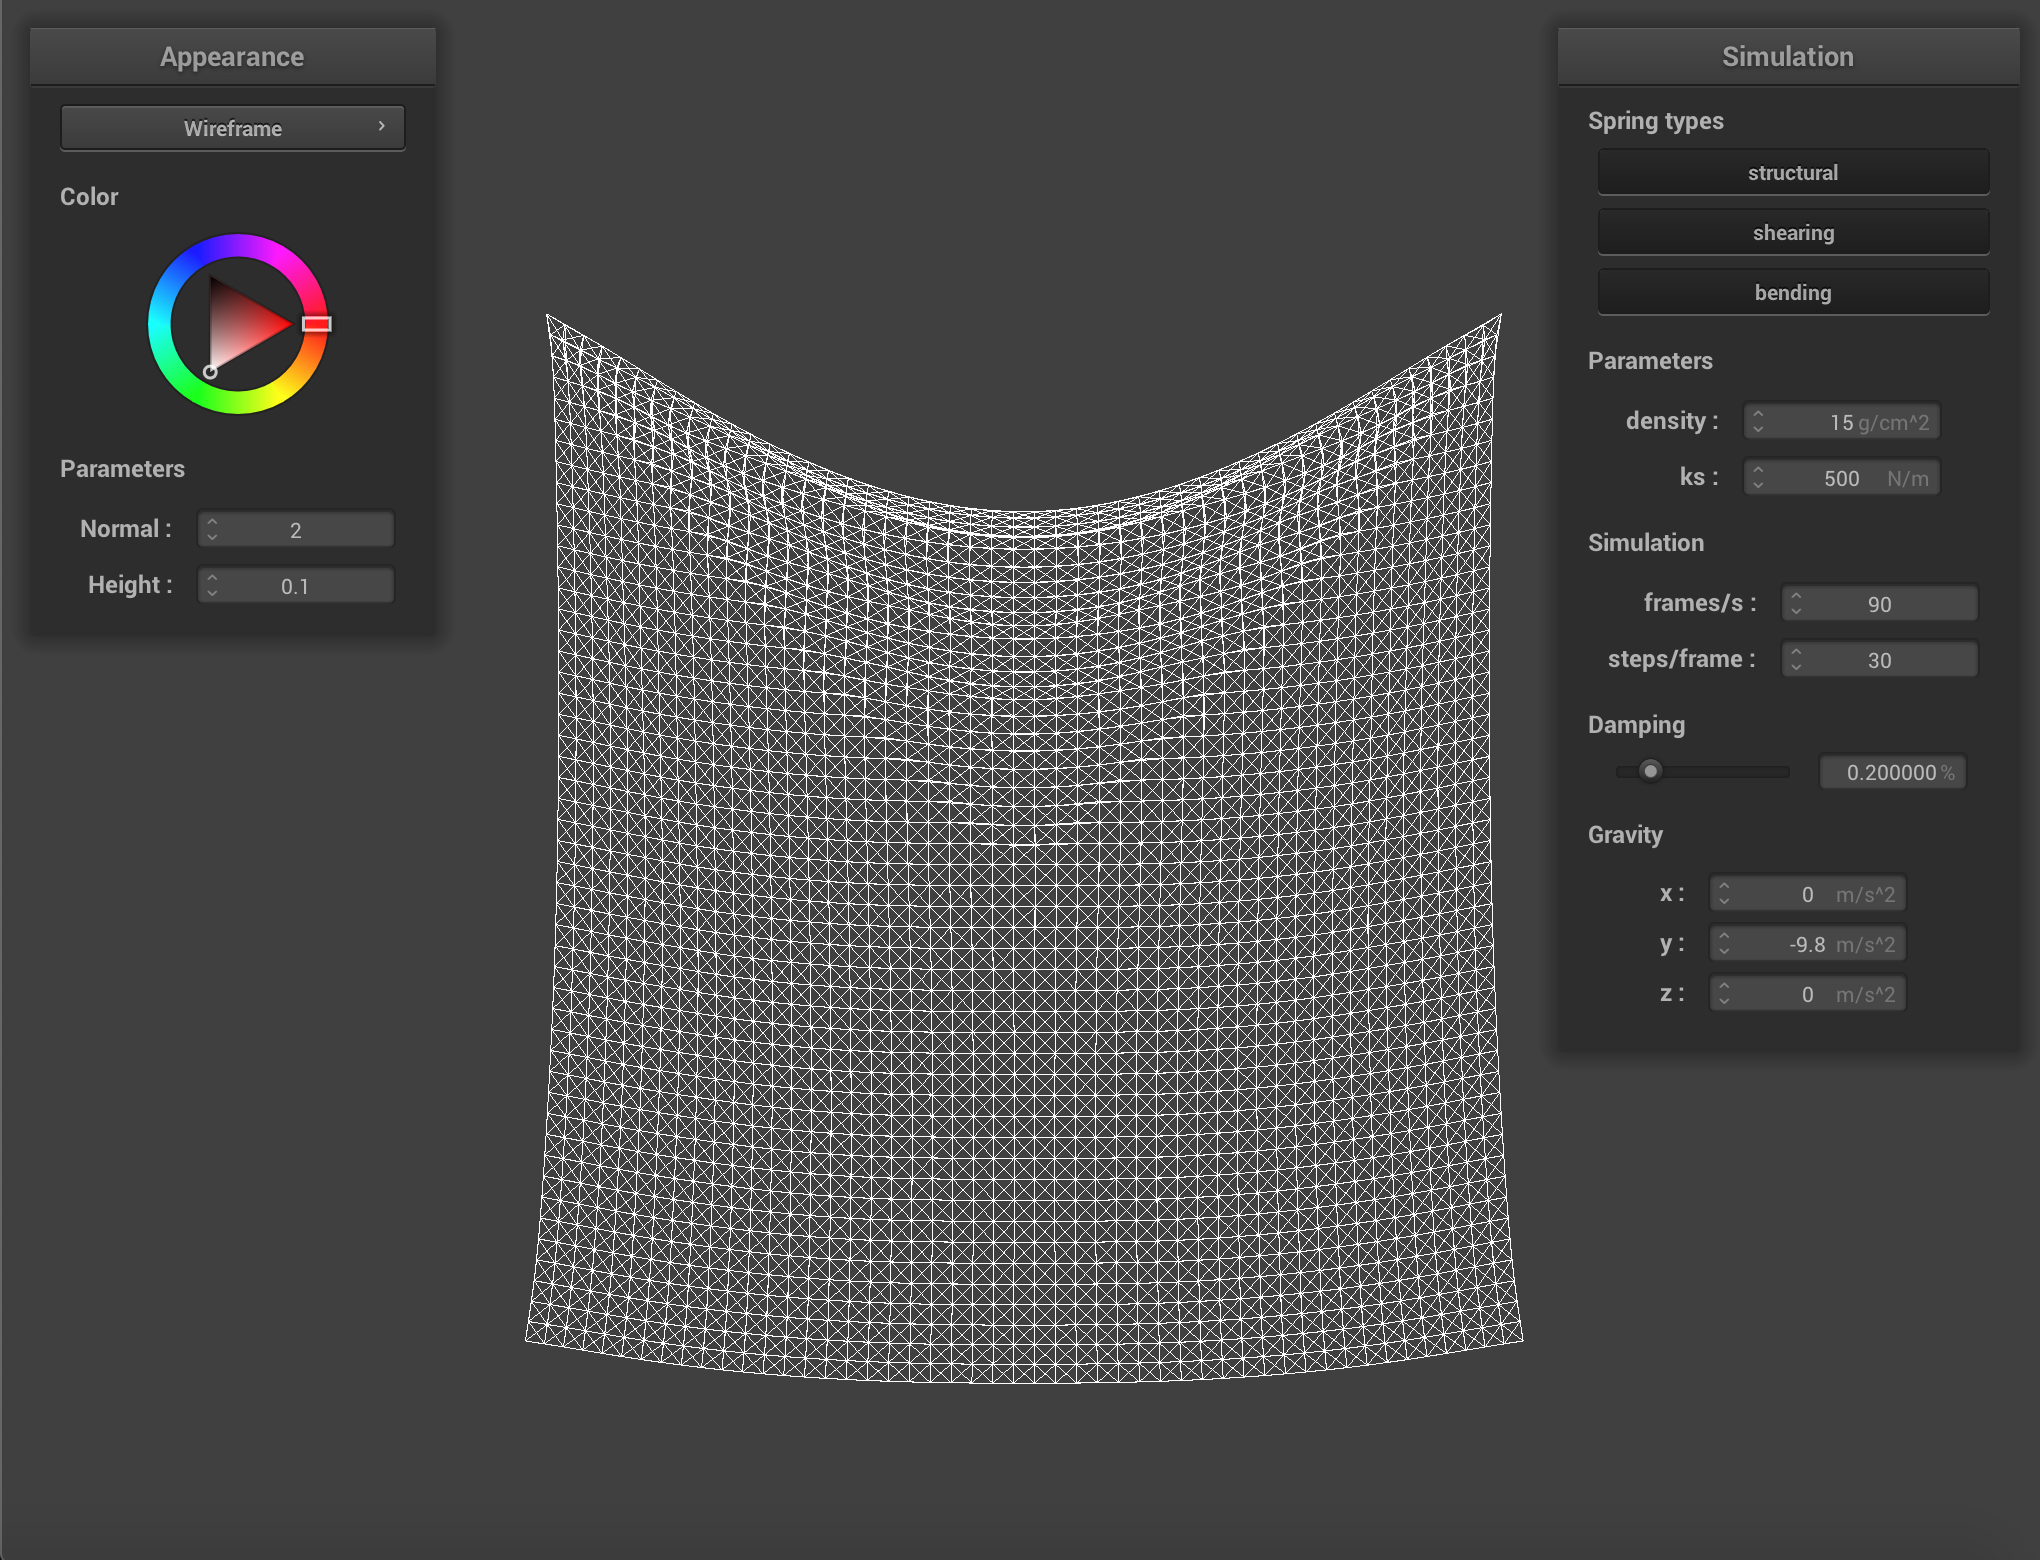 Appearance
Wireframe
Color
Parameters
Normal : 2
Height : 0.1
Simulation
Spring types
structural
shearing
bending
Parameters
density : 15 g/cm^2
ks : 500 N/m
Simulation
frames/s : 90
steps/frame : 30
Damping
0.200000 %
Gravity
x : 0 m/s^2
y : -9.8 m/s^2
z : 0 m/s^2